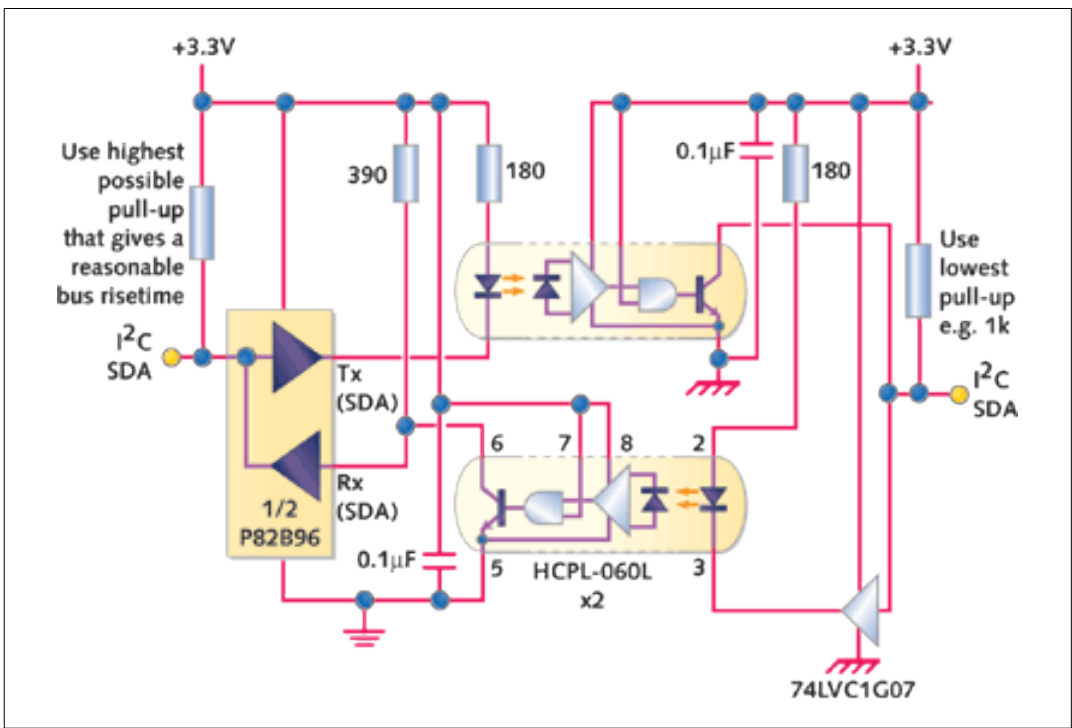 +3.3V
+3.3V
Use highest
possible
pull-up
that gives a
reasonable
bus risetime
390
180
0.1µF
180
Use
lowest
pull-up
e.g. 1k
I²C
SDA
Tx
(SDA)
I²C
SDA
6
7
8
2
Rx
(SDA)
1/2
P82B96
0.1µF
5
HCPL-060L
x2
3
74LVC1G07